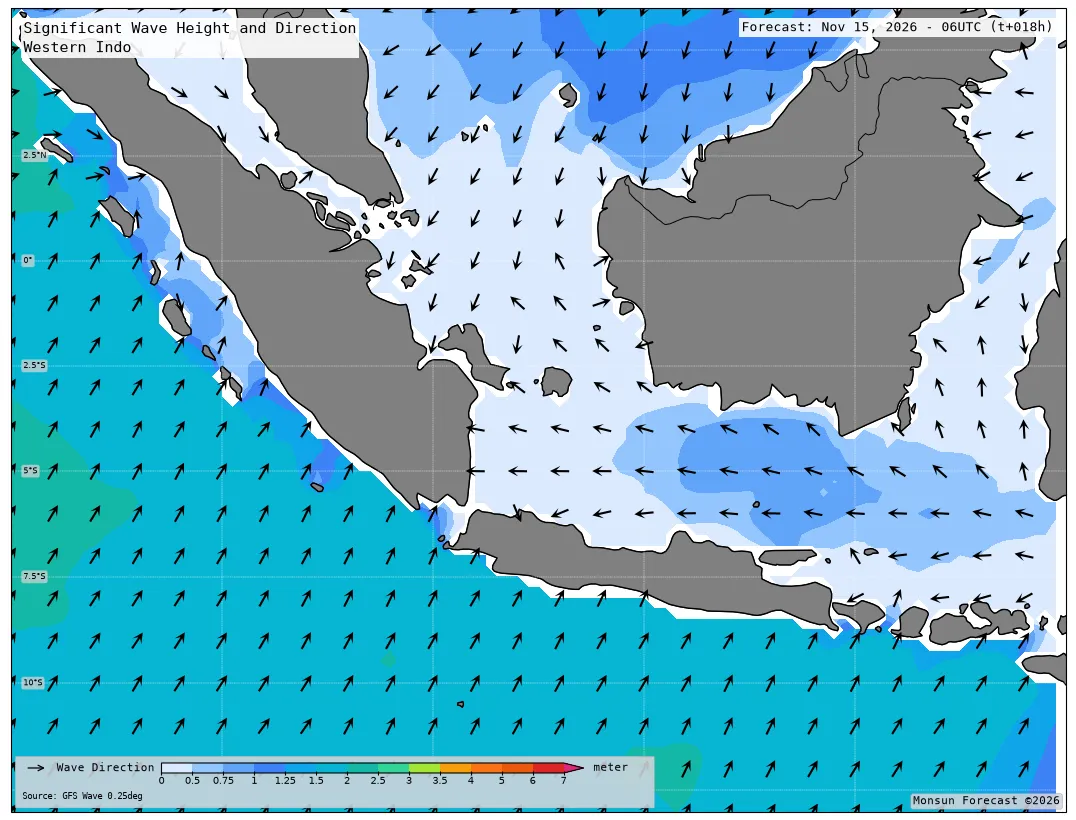 Significant Wave Height and Direction
Western Indo
Forecast: Nov 15, 2026 - 06UTC (t+018h)
2.5°N
0°
2.5°S
5°S
7.5°S
10°S
Wave Direction
0 0.5 0.75 1 1.25 1.5 2 2.5 3 3.5 4 5 6 7
meter
Source: GFS Wave 0.25deg
Monsun Forecast ©2026